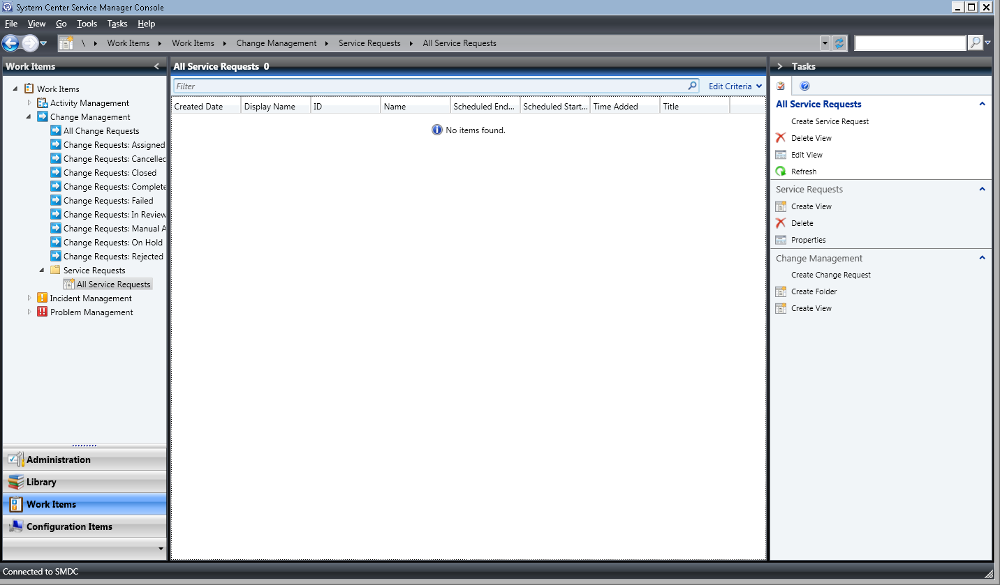 System Center Service Manager Console
File View Go Tools Tasks Help
\ Work Items Work Items Change Management Service Requests All Service Requests
Work Items
Work Items
Activity Management
Change Management
All Change Requests
Change Requests: Assigned
Change Requests: Cancelled
Change Requests: Closed
Change Requests: Complete
Change Requests: Failed
Change Requests: In Review
Change Requests: Manual A
Change Requests: On Hold
Change Requests: Rejected
Service Requests
All Service Requests
Incident Management
Problem Management
Administration
Library
Work Items
Configuration Items
All Service Requests 0
Filter Edit Criteria
Created Date Display Name ID Name Scheduled End... Scheduled Start... Time Added Title
No items found.
Tasks
All Service Requests
Create Service Request
Delete View
Edit View
Refresh
Service Requests
Create View
Delete
Properties
Change Management
Create Change Request
Create Folder
Create View
Connected to SMDC